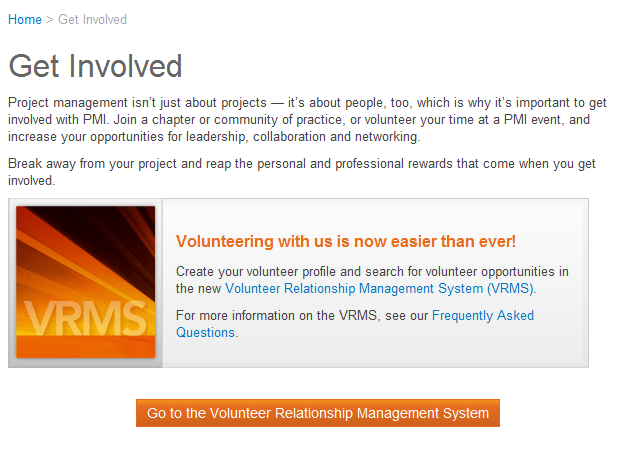 Home > Get Involved
Get Involved
Project management isn't just about projects — it's about people, too, which is why it's important to get
involved with PMI. Join a chapter or community of practice, or volunteer your time at a PMI event, and
increase your opportunities for leadership, collaboration and networking.
Break away from your project and reap the personal and professional rewards that come when you get
involved.
VRMS
Volunteering with us is now easier than ever!
Create your volunteer profile and search for volunteer opportunities in
the new Volunteer Relationship Management System (VRMS).
For more information on the VRMS, see our Frequently Asked
Questions.
Go to the Volunteer Relationship Management System